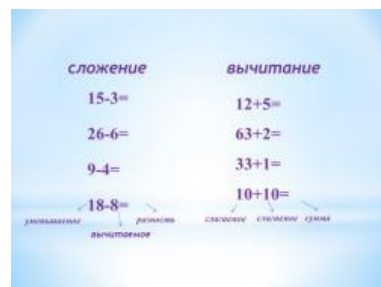 сложение
15-3=
26-6=
9-4=
18-8=
уменьшаемое
разность
вычитаемое
вычитание
12+5=
63+2=
33+1=
10+10=
слагаемое слагаемое сумма